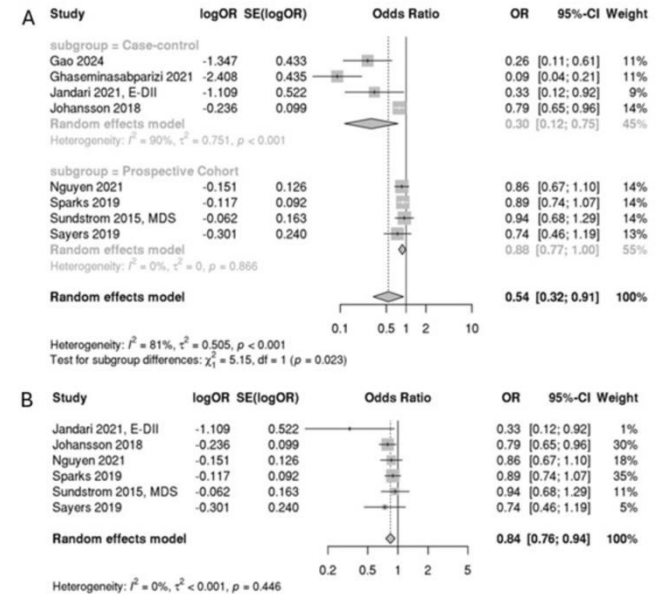 A
Study logOR SE(logOR) Odds Ratio OR 95%-CI Weight
subgroup = Case-control
Gao 2024 -1.347 0.433 0.26 [0.11; 0.61] 11%
Ghaseminasabparizi 2021 -2.408 0.435 0.09 [0.04; 0.21] 11%
Jandari 2021, E-DII -1.109 0.522 0.33 [0.12; 0.92] 9%
Johansson 2018 -0.236 0.099 0.79 [0.65; 0.96] 14%
Random effects model 0.30 [0.12; 0.75] 45%
Heterogeneity: I² = 90%, τ² = 0.751, p < 0.001
subgroup = Prospective Cohort
Nguyen 2021 -0.151 0.126 0.86 [0.67; 1.10] 14%
Sparks 2019 -0.117 0.092 0.89 [0.74; 1.07] 14%
Sundstrom 2015, MDS -0.062 0.163 0.94 [0.68; 1.29] 14%
Sayers 2019 -0.301 0.240 0.74 [0.46; 1.19] 13%
Random effects model 0.88 [0.77; 1.00] 55%
Heterogeneity: I² = 0%, τ² = 0, p = 0.866
Random effects model 0.54 [0.32; 0.91] 100%
0.1 0.5 1 2 10
Heterogeneity: I² = 81%, τ² = 0.505, p < 0.001
Test for subgroup differences: χ²₁ = 5.15, df = 1 (p = 0.023)
B
Study logOR SE(logOR) Odds Ratio OR 95%-CI Weight
Jandari 2021, E-DII -1.109 0.522 0.33 [0.12; 0.92] 1%
Johansson 2018 -0.236 0.099 0.79 [0.65; 0.96] 30%
Nguyen 2021 -0.151 0.126 0.86 [0.67; 1.10] 18%
Sparks 2019 -0.117 0.092 0.89 [0.74; 1.07] 35%
Sundstrom 2015, MDS -0.062 0.163 0.94 [0.68; 1.29] 11%
Sayers 2019 -0.301 0.240 0.74 [0.46; 1.19] 5%
Random effects model 0.84 [0.76; 0.94] 100%
0.2 0.5 1 2 5
Heterogeneity: I² = 0%, τ² < 0.001, p = 0.446